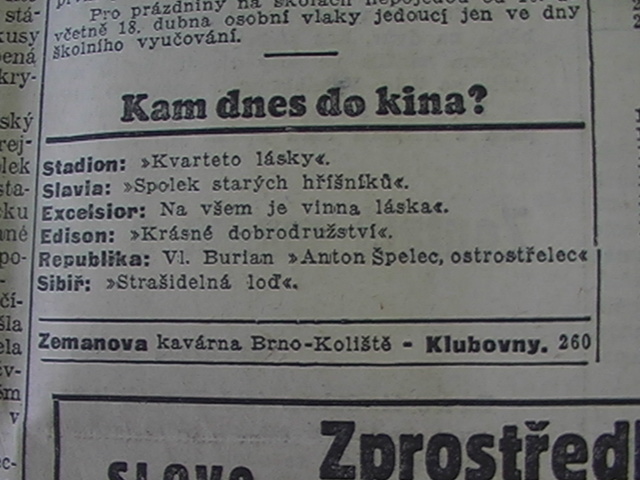 Pro prázdniny na školách nepojedou
včetně 18. dubna osobní vlaky jedoucí jen ve dny
školního vyučování.
Kam dnes do kina?
Stadion: »Kvarteto lásky«.
Slavia: »Spolek starých hříšníků«.
Excelsior: Na všem je vinna láska«.
Edison: »Krásné dobrodružství«.
Republika: Vl. Burian »Anton Špelec, ostrostřelec«
Sibiř: »Strašidelná loď«.
Zemanova kavárna Brno-Koliště - Klubovny. 260
Zprostřed
SLOVO